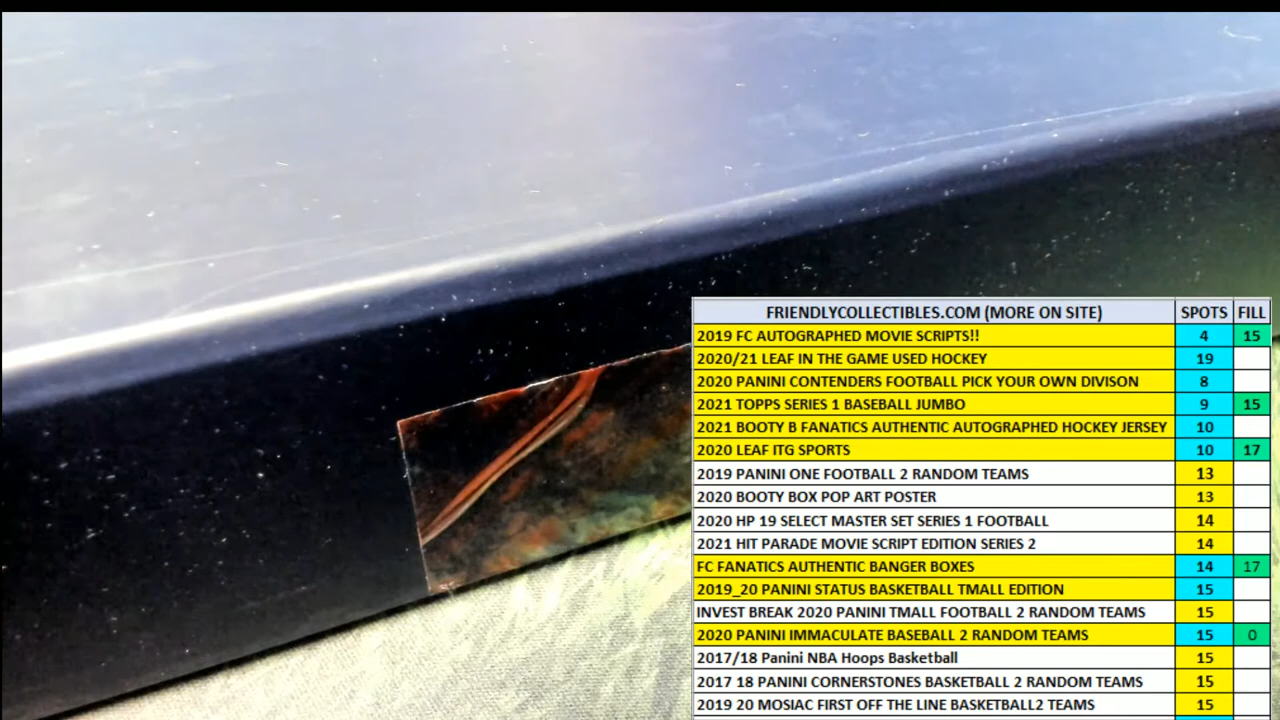 FRIENDLYCOLLECTIBLES.COM (MORE ON SITE) SPOTS FILL
2019 FC AUTOGRAPHED MOVIE SCRIPTS!! 4 15
2020/21 LEAF IN THE GAME USED HOCKEY 19
2020 PANINI CONTENDERS FOOTBALL PICK YOUR OWN DIVISON 8
2021 TOPPS SERIES 1 BASEBALL JUMBO 9 15
2021 BOOTY B FANATICS AUTHENTIC AUTOGRAPHED HOCKEY JERSEY 10
2020 LEAF ITG SPORTS 10 17
2019 PANINI ONE FOOTBALL 2 RANDOM TEAMS 13
2020 BOOTY BOX POP ART POSTER 13
2020 HP 19 SELECT MASTER SET SERIES 1 FOOTBALL 14
2021 HIT PARADE MOVIE SCRIPT EDITION SERIES 2 14
FC FANATICS AUTHENTIC BANGER BOXES 14 17
2019_20 PANINI STATUS BASKETBALL TMALL EDITION 15
INVEST BREAK 2020 PANINI TMALL FOOTBALL 2 RANDOM TEAMS 15
2020 PANINI IMMACULATE BASEBALL 2 RANDOM TEAMS 15 0
2017/18 Panini NBA Hoops Basketball 15
2017 18 PANINI CORNERSTONES BASKETBALL 2 RANDOM TEAMS 15
2019 20 MOSIAC FIRST OFF THE LINE BASKETBALL2 TEAMS 15